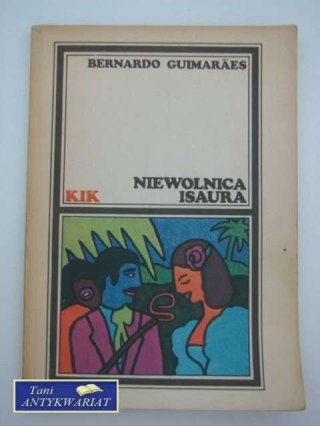 BERNARDO GUIMARÃES
NIEWOLNICA
KIK ISAURA
Tani
ANTYKWARIAT